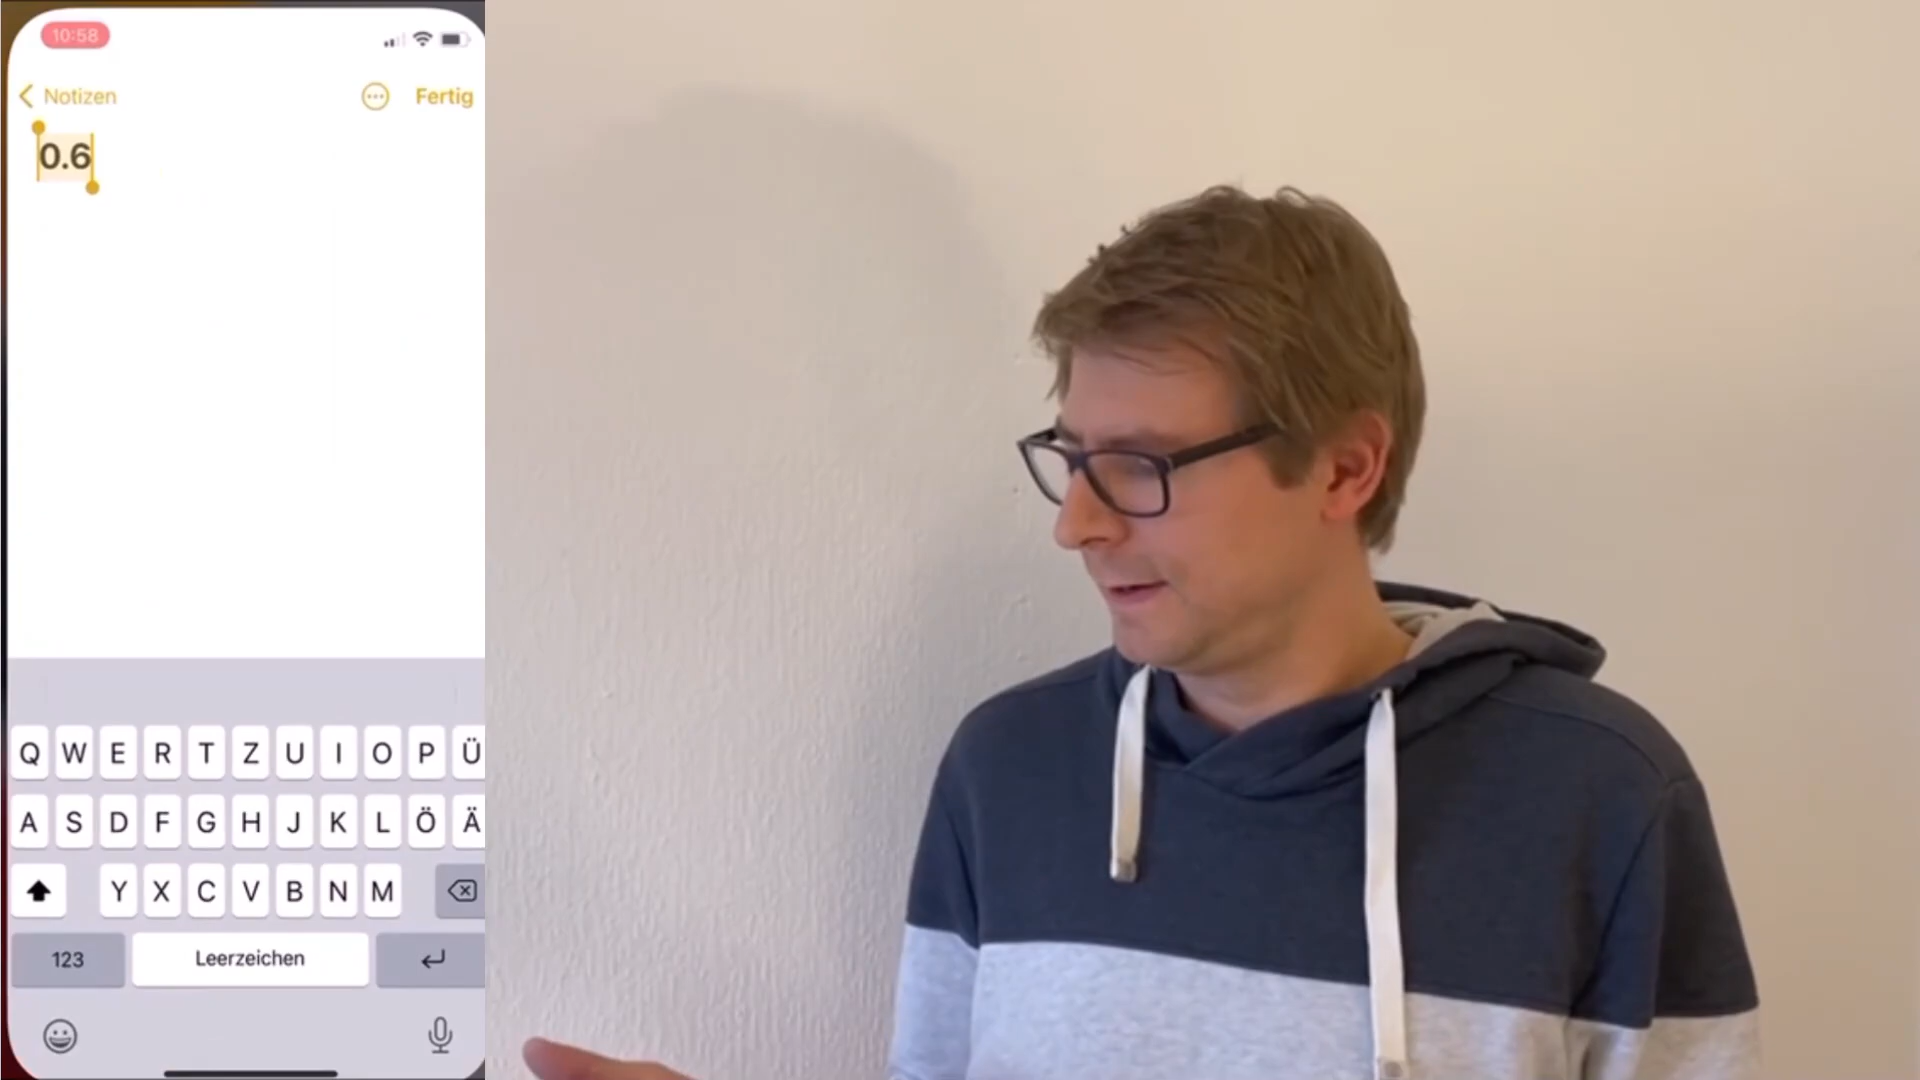 10:58
Notizen Fertig
0.6
Q W E R T Z U I O P Ü
A S D F G H J K L Ö Ä
Y X C V B N M
123 Leerzeichen